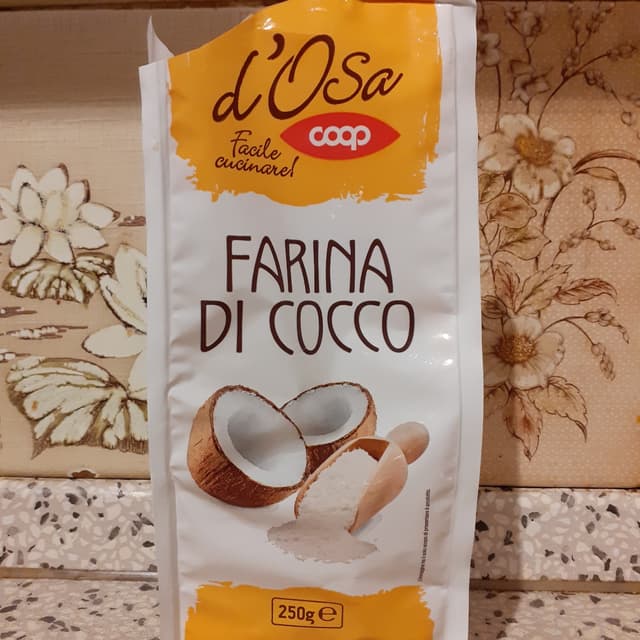 d'Osa
coop
Facile
cucinare!
FARINA
DI COCCO
250g e